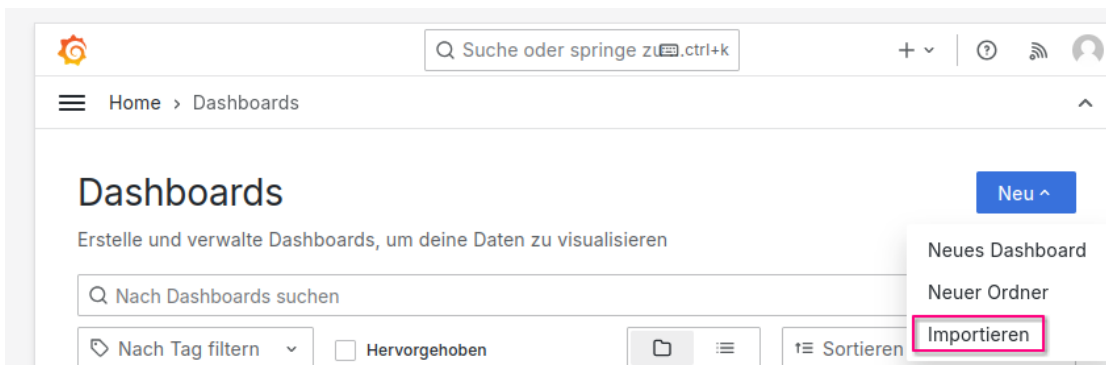 Suche oder springe zu ctrl+k
Home › Dashboards
Dashboards
Neu
Erstelle und verwalte Dashboards, um deine Daten zu visualisieren
Neues Dashboard
Nach Dashboards suchen
Neuer Ordner
Importieren
Nach Tag filtern
Hervorgehoben
Sortieren